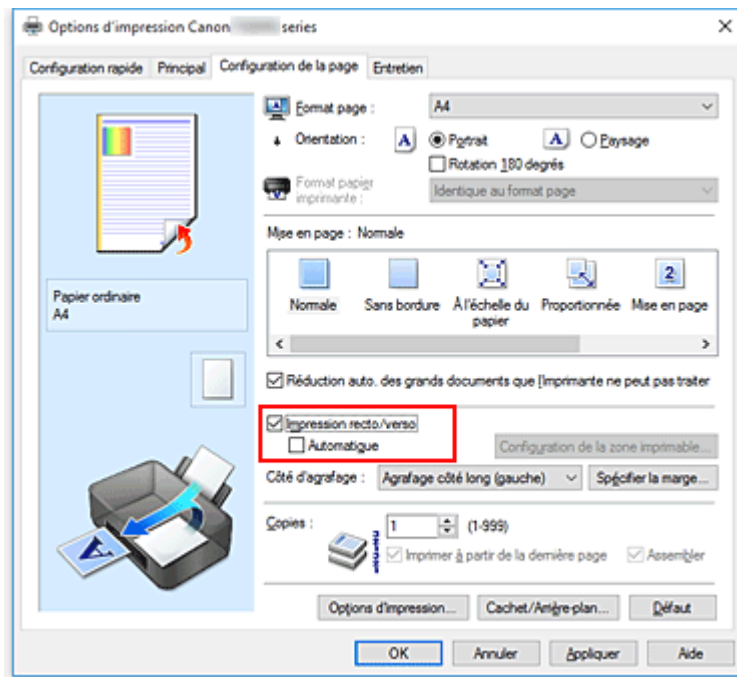 Options d'impression Canon series
Configuration rapide Principal Configuration de la page Entretien
Format page : A4
Orientation : A Portrait A Paysage
Rotation 180 degrés
Format papier
imprimante : Identique au format page
Mise en page : Normale
Normale Sans bordure À l'échelle du papier Proportionnée 2 Mise en page
Papier ordinaire
A4
Réduction auto. des grands documents que l'imprimante ne peut pas traiter
Impression recto/verso
Automatique Configuration de la zone imprimable...
Côté d'agrafage : Agrafage côté long (gauche) Spécifier la marge...
Copies : 1 (1-999)
Imprimer à partir de la dernière page Assembler
A
Options d'impression... Cachet/Arrière-plan... Défaut
OK Annuler Appliquer Aide